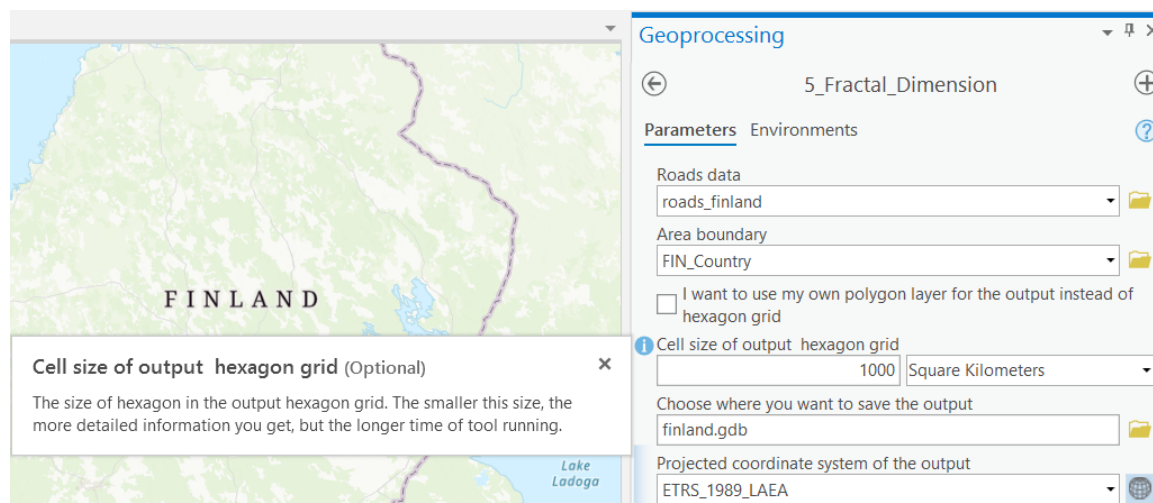 Geoprocessing
5_Fractal_Dimension
Parameters Environments
Roads data
roads_finland
Area boundary
FIN_Country
I want to use my own polygon layer for the output instead of
hexagon grid
Cell size of output hexagon grid
1000 Square Kilometers
Choose where you want to save the output
finland.gdb
Projected coordinate system of the output
ETRS_1989_LAEA
FINLAND
Cell size of output hexagon grid (Optional)
The size of hexagon in the output hexagon grid. The smaller this size, the
more detailed information you get, but the longer time of tool running.
Lake
Ladoga